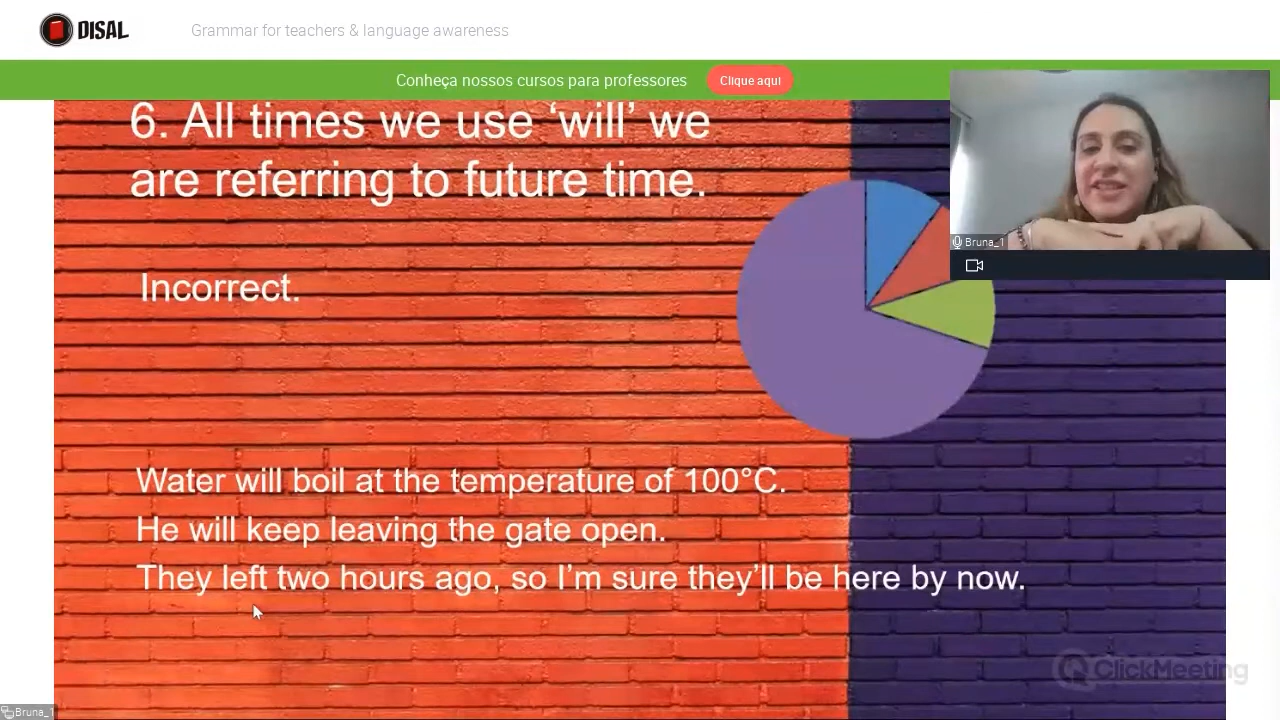 DISAL
Grammar for teachers & language awareness
Conheça nossos cursos para professores
Clique aqui
6. All times we use ‘will’ we
are referring to future time.
Bruna_1
Incorrect.
Water will boil at the temperature of 100°C.
He will keep leaving the gate open.
They left two hours ago, so I’m sure they’ll be here by now.
ClickMeeting
Bruna_1